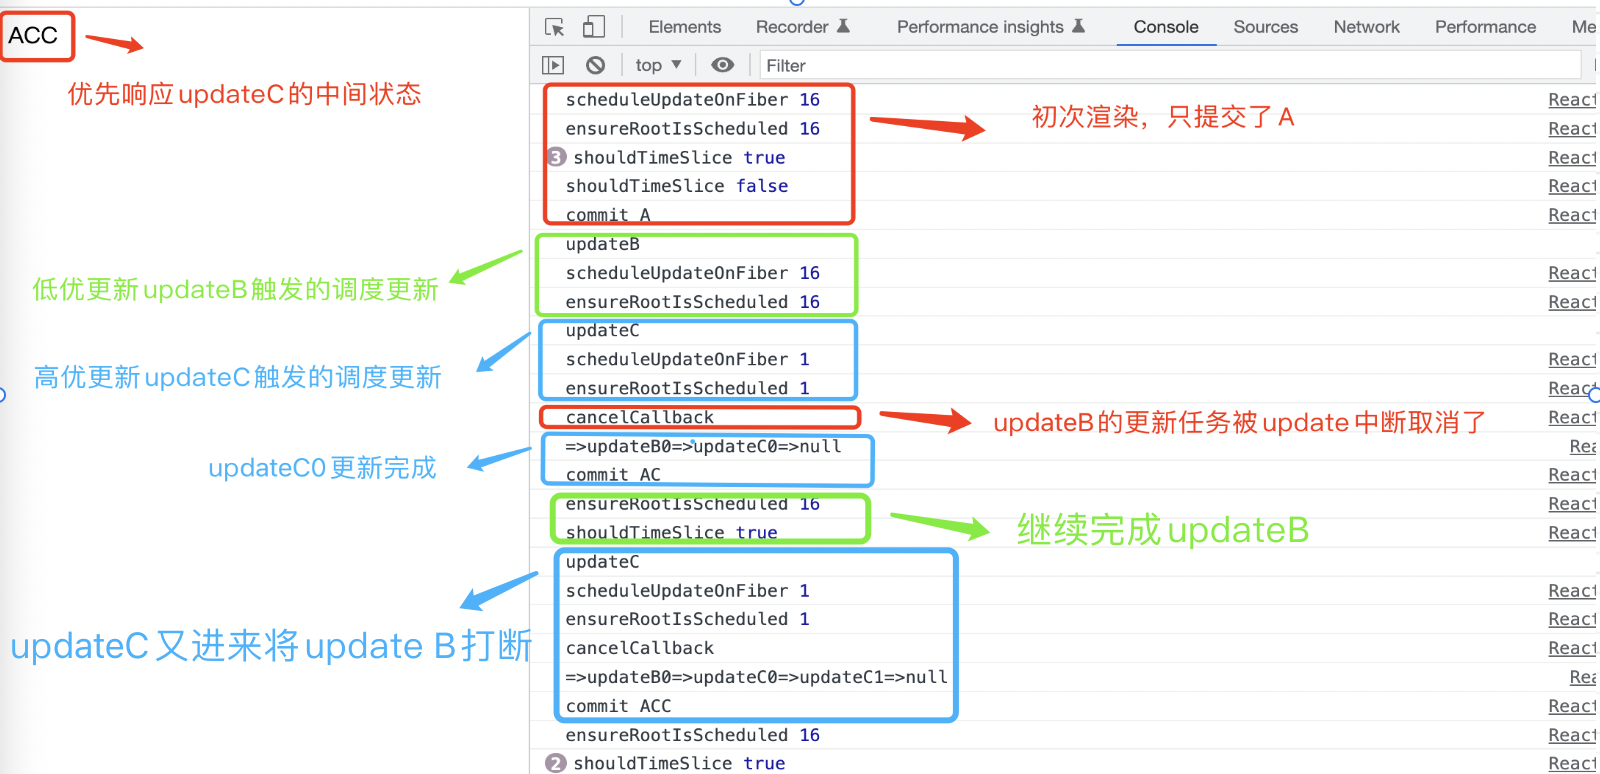 Elements Recorder Performance insights Console Sources Network Performance Me
top ▼ Filter
ACC
优先响应updateC的中间状态
scheduleUpdateOnFiber 16 React
ensureRootIsScheduled 16 React
3 shouldTimeSlice true React
shouldTimeSlice false React
commit A React
初次渲染，只提交了A
updateB
scheduleUpdateOnFiber 16 React
ensureRootIsScheduled 16 React
低优更新updateB触发的调度更新
updateC
scheduleUpdateOnFiber 1 React
ensureRootIsScheduled 1 React
高优更新updateC触发的调度更新
cancelCallback React
updateB的更新任务被update中断取消了
=>updateB0=>updateC0=>null Rea
commit AC React
updateC0更新完成
ensureRootIsScheduled 16 React
shouldTimeSlice true React
继续完成updateB
updateC
scheduleUpdateOnFiber 1 React
ensureRootIsScheduled 1 React
cancelCallback React
=>updateB0=>updateC0=>updateC1=>null Rea
commit ACC React
updateC又进来将update B打断
ensureRootIsScheduled 16 React
2 shouldTimeSlice true React